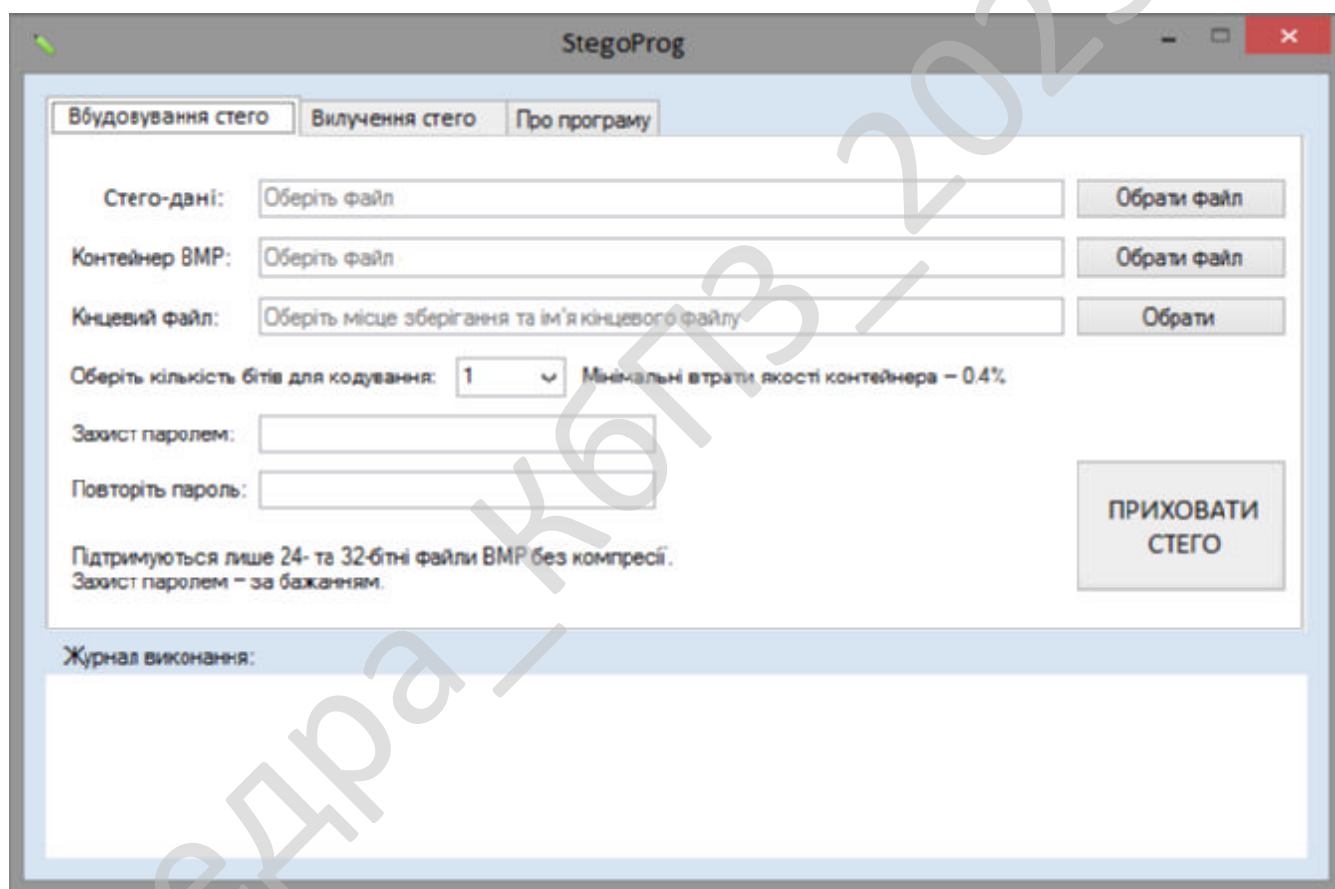 StegoProg
Вбудовування стего Вилучення стего Про програму
Стего-дані: Оберіть файл Обрати файл
Контейнер BMP: Оберіть файл Обрати файл
Кінцевий файл: Оберіть місце зберігання та ім'я кінцевого файлу Обрати
Оберіть кількість бітів для кодування: 1 Мінімальні втрати якості контейнера – 0.4%
Захист паролем:
Повторіть пароль:
ПРИХОВАТИ
СТЕГО
Підтримуються лише 24- та 32-бітні файли BMP без компресії.
Захист паролем – за бажанням.
Журнал виконання:
едра_КБПЗ_202